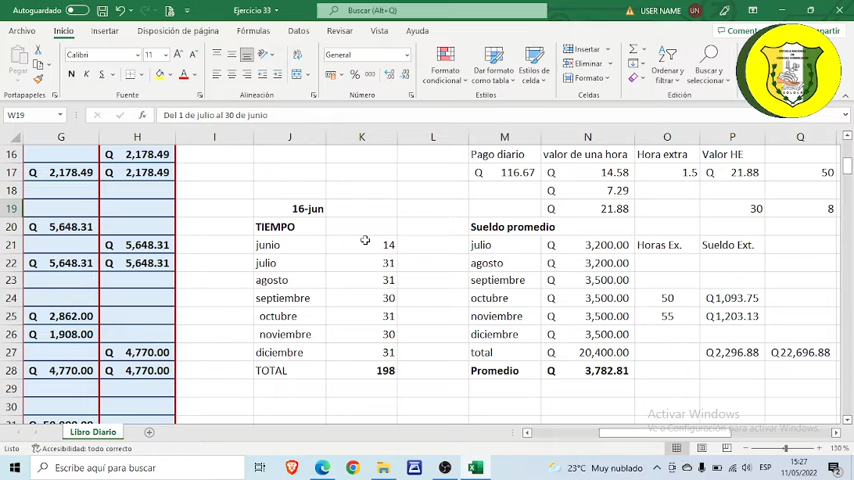 Autoguardado
Ejercicio 33
Buscar (Alt+Q)
USER NAME
UN
Archivo Inicio Insertar Disposición de página Fórmulas Datos Revisar Vista Ayuda
Coment
Pegar
Calibri 11
N K S
General
Formato condicional
Dar formato como tabla
Estilos de celda
Insertar
Eliminar
Formato
Ordenar y filtrar
Buscar y seleccionar
Portapapeles Fuente Alineación Número Estilos Celdas
W19 fx Del 1 de julio al 30 de junio
G H I J K L M N O P Q
16 Q 2,178.49 Pago diario valor de una hora Hora extra Valor HE
17 Q 2,178.49 Q 2,178.49 Q 116.67 Q 14.58 1.5 Q 21.88 50
18 Q 7.29
19 16-jun Q 21.88 30 8
20 Q 5,648.31 TIEMPO Sueldo promedio
21 Q 5,648.31 junio 14 julio Q 3,200.00 Horas Ex. Sueldo Ext.
22 Q 5,648.31 Q 5,648.31 julio 31 agosto Q 3,200.00
23 agosto 31 septiembre Q 3,500.00
24 septiembre 30 octubre Q 3,500.00 50 Q1,093.75
25 Q 2,862.00 octubre 31 noviembre Q 3,500.00 55 Q1,203.13
26 Q 1,908.00 noviembre 30 diciembre Q 3,500.00
27 Q 4,770.00 diciembre 31 total Q 20,400.00 Q2,296.88 Q22,696.88
28 Q 4,770.00 Q 4,770.00 TOTAL 198 Promedio Q 3,782.81
29
30
Activar Windows
Ve a Configuración para activar Windows.
Libro Diario
Listo Accesibilidad: todo correcto 130 %
Escribe aquí para buscar
23°C Muy nublado
ESP
15:27
11/05/2022
2